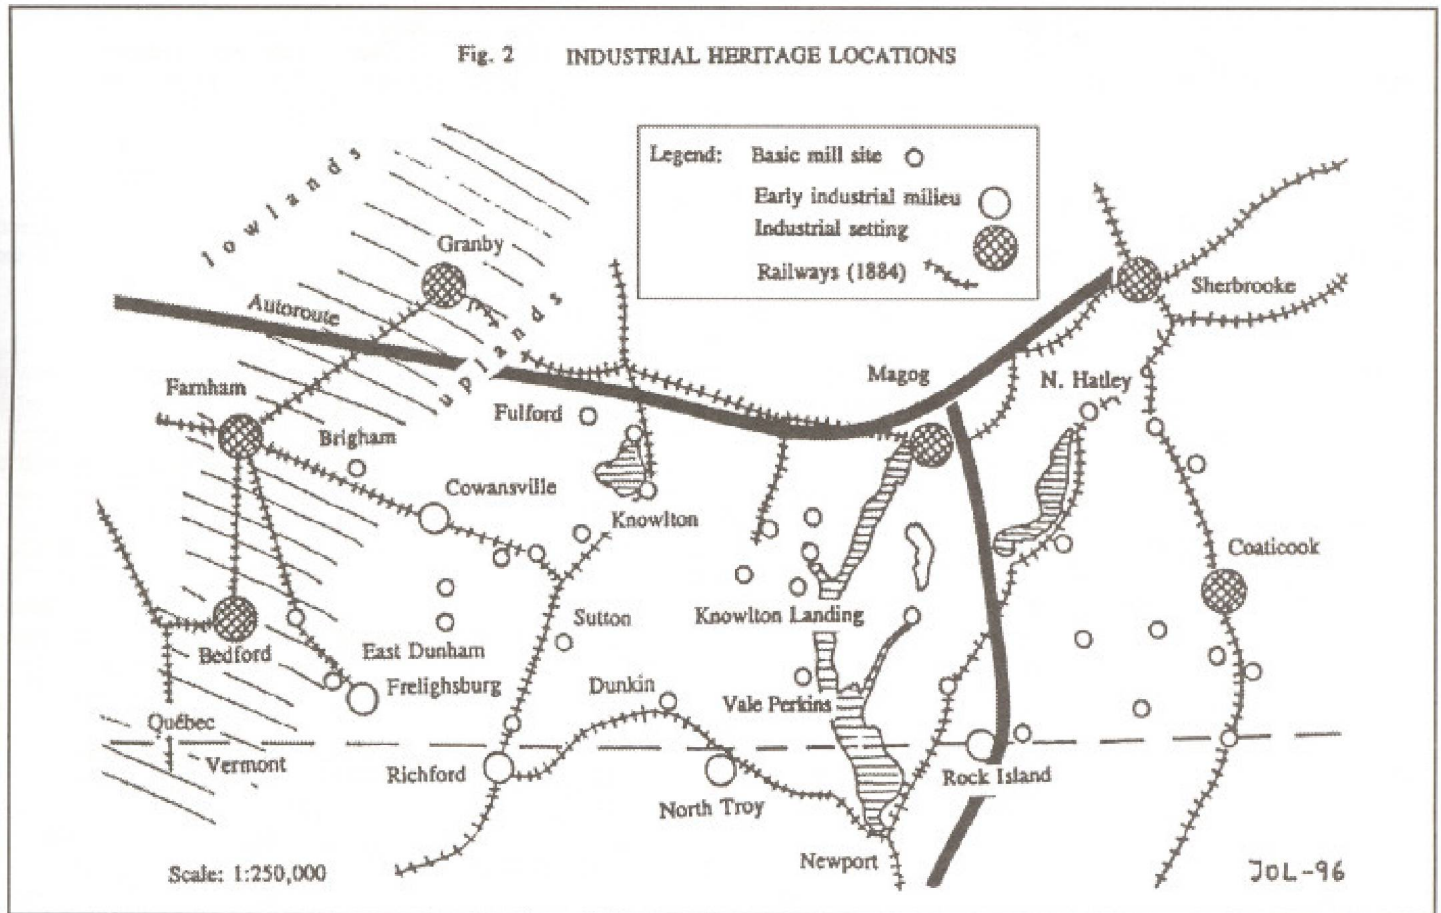 Fig. 2 INDUSTRIAL HERITAGE LOCATIONS
Legend: Basic mill site
Early industrial milieu
Industrial setting
Railways (1884)
lowlands
Granby
Sherbrooke
Autoroute
uplands
Magog
N. Hatley
Farnham
Fulford
Brigham
Cowansville
Knowlton
Coaticook
Knowlton Landing
Sutton
Bedford
East Dunham
Frelighsburg
Dunkin
Vale Perkins
Québec
Vermont
Richford
Rock Island
North Troy
Newport
Scale: 1:250,000
JOL-96